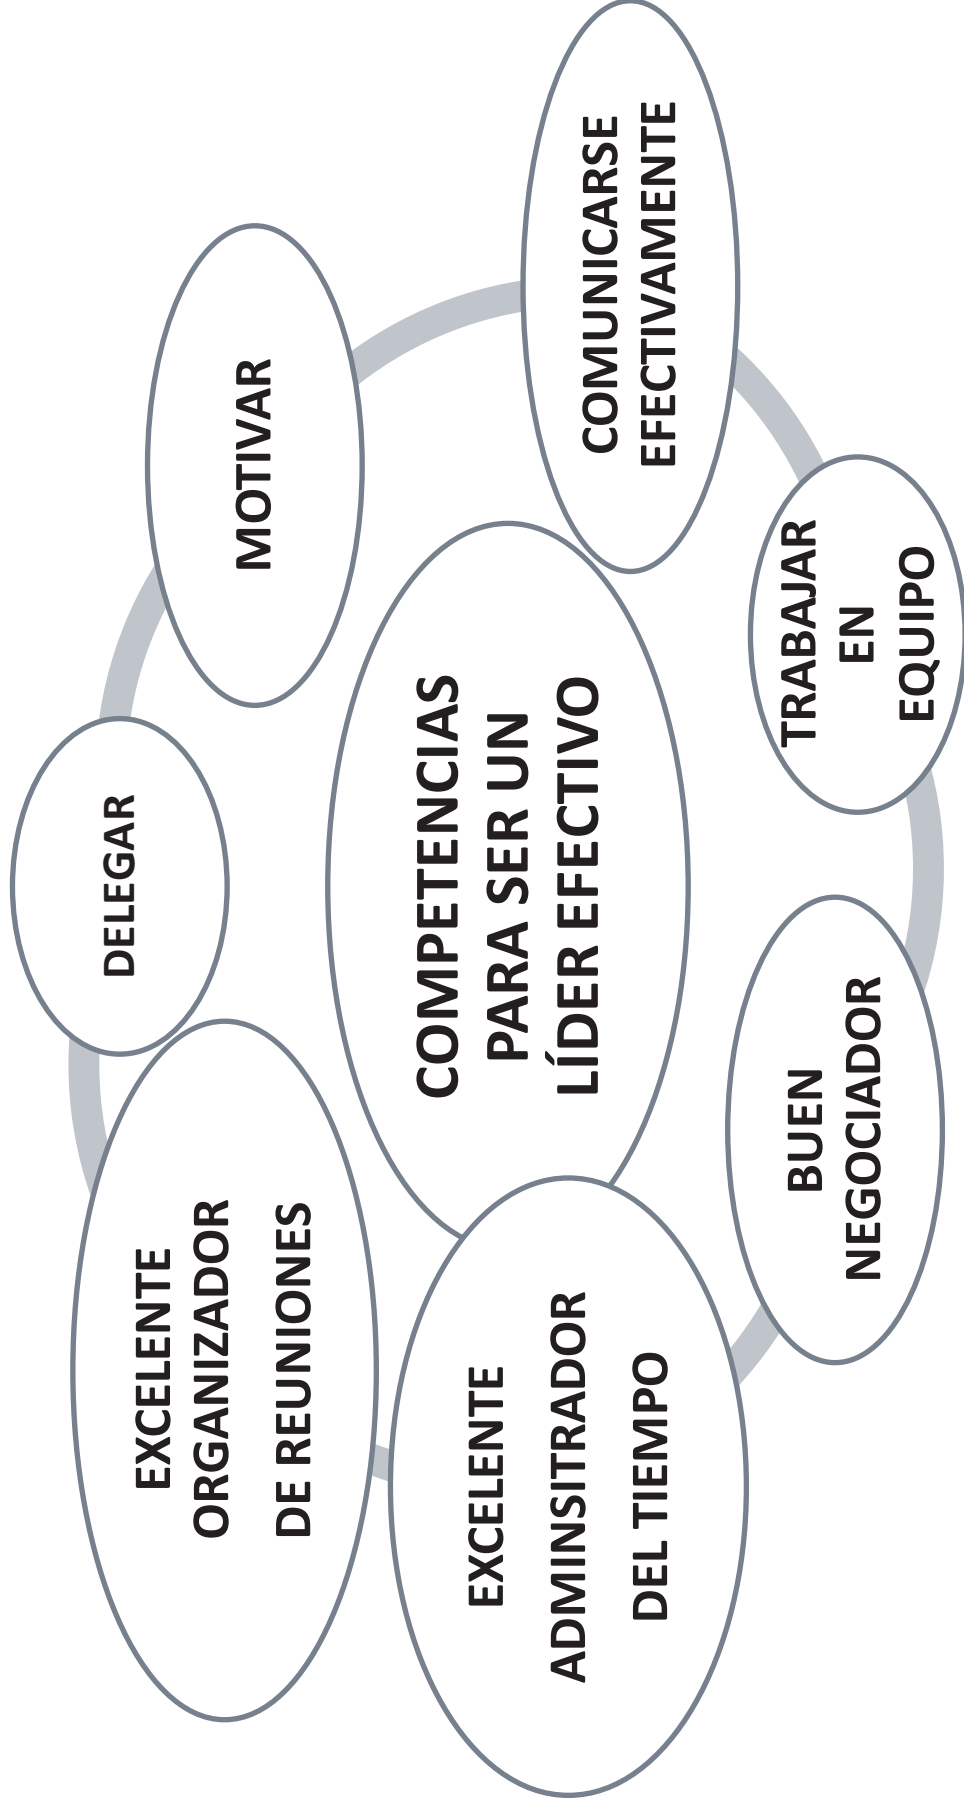 DELEGAR
MOTIVAR
COMUNICARSE
EFECTIVAMENTE
TRABAJAR
EN
EQUIPO
BUEN
NEGOCIADOR
EXCELENTE
ADMINSITRADOR
DEL TIEMPO
EXCELENTE
ORGANIZADOR
DE REUNIONES
COMPETENCIAS
PARA SER UN
LÍDER EFECTIVO